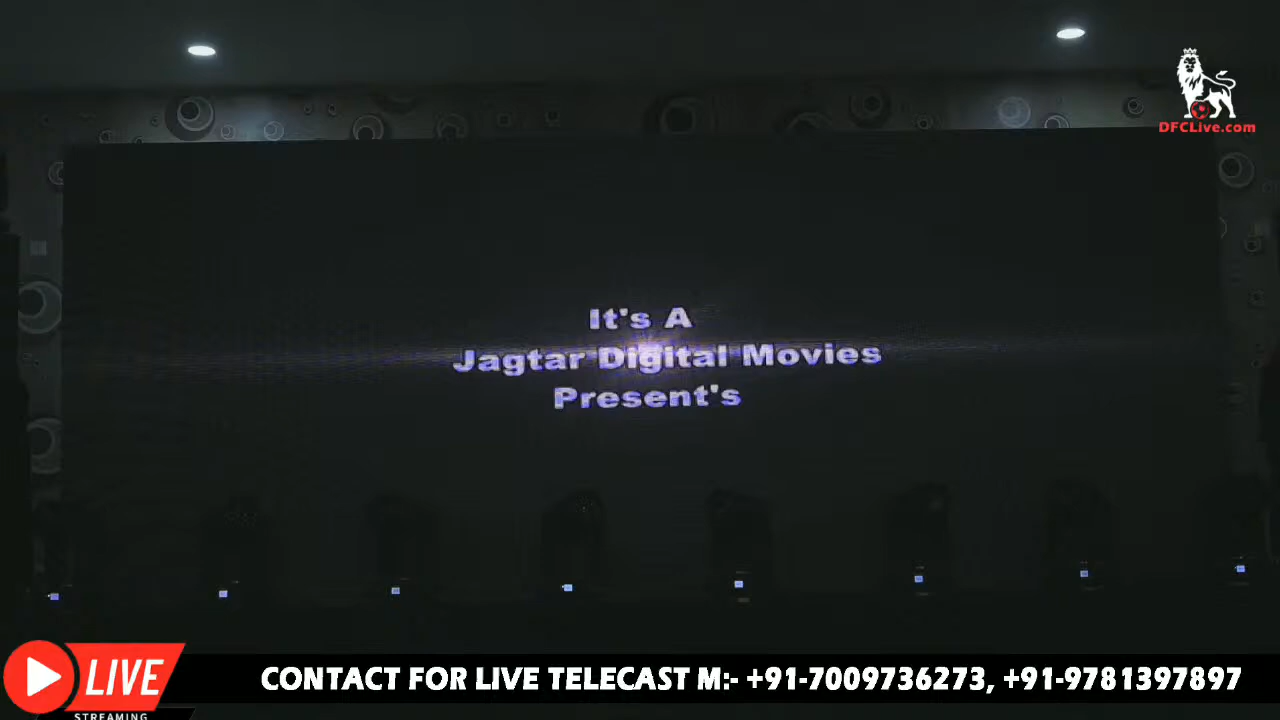 DFCLive.com
It's A
Jagtar Digital Movies
Present's
LIVE
STREAMING
CONTACT FOR LIVE TELECAST M:- +91-7009736273, +91-9781397897